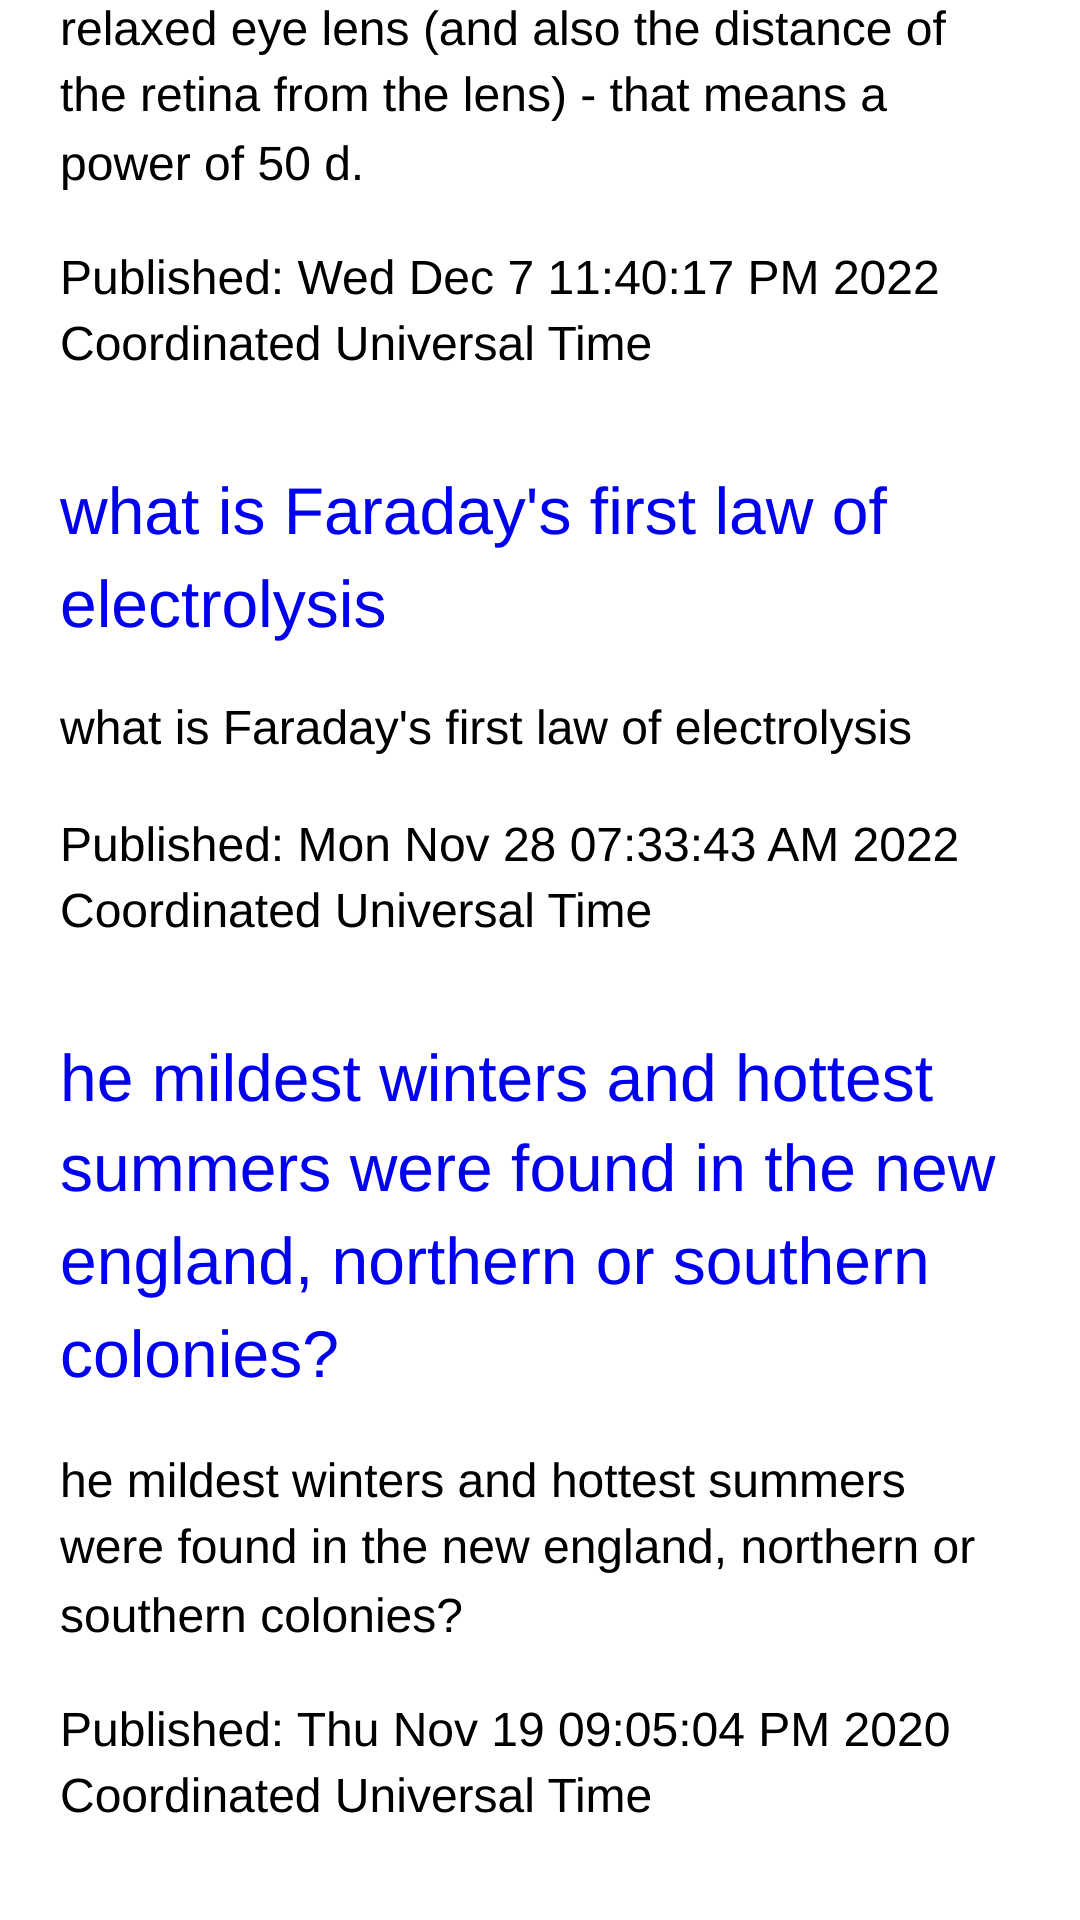 relaxed eye lens (and also the distance of
the retina from the lens) - that means a
power of 50 d.
Published: Wed Dec 7 11:40:17 PM 2022
Coordinated Universal Time
what is Faraday's first law of
electrolysis
what is Faraday's first law of electrolysis
Published: Mon Nov 28 07:33:43 AM 2022
Coordinated Universal Time
he mildest winters and hottest
summers were found in the new
england, northern or southern
colonies?
he mildest winters and hottest summers
were found in the new england, northern or
southern colonies?
Published: Thu Nov 19 09:05:04 PM 2020
Coordinated Universal Time